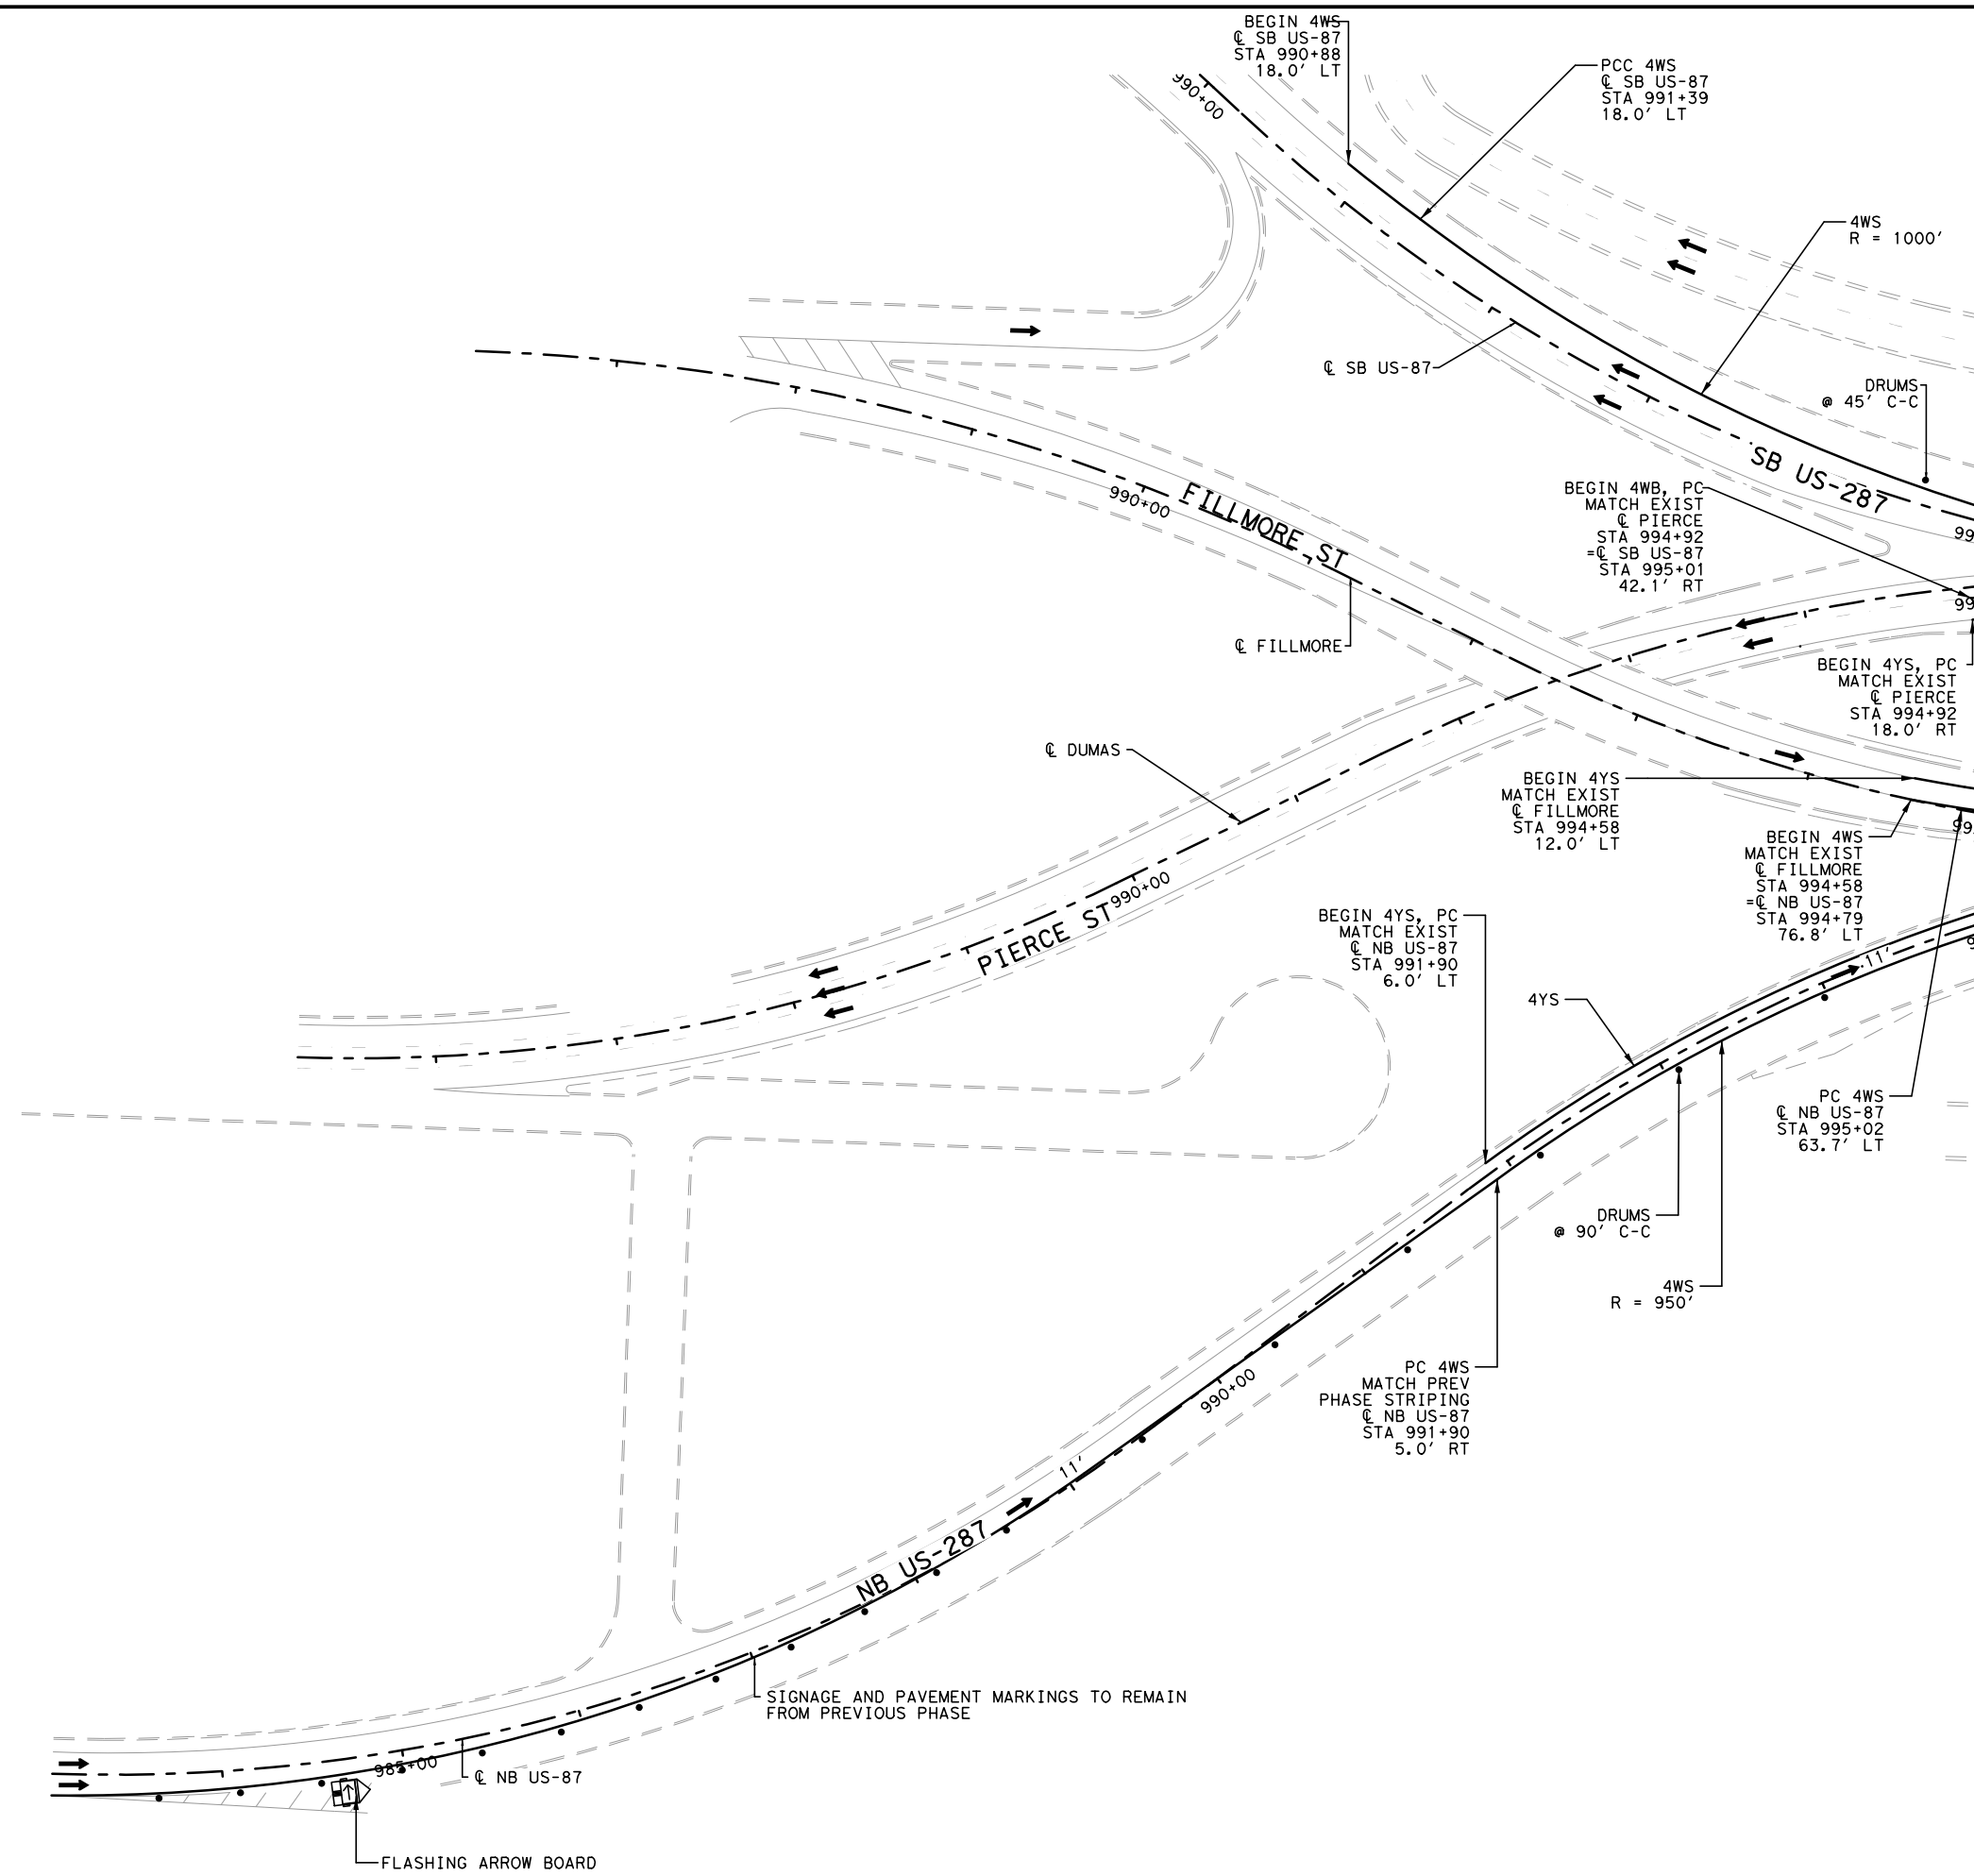 BEGIN 4WS
℄ SB US-87
STA 990+88
18.0' LT
PCC 4WS
℄ SB US-87
STA 991+39
18.0' LT
990+00
4WS
R = 1000'
℄ SB US-87
DRUMS
@ 45' C-C
SB US-287
BEGIN 4WB, PC
MATCH EXIST
℄ PIERCE
STA 994+92
=℄ SB US-87
STA 995+01
42.1' RT
990+00
FILLMORE ST
℄ FILLMORE
BEGIN 4YS, PC
MATCH EXIST
℄ PIERCE
STA 994+92
18.0' RT
℄ DUMAS
BEGIN 4YS
MATCH EXIST
℄ FILLMORE
STA 994+58
12.0' LT
BEGIN 4WS
MATCH EXIST
℄ FILLMORE
STA 994+58
=℄ NB US-87
STA 994+79
76.8' LT
990+00
PIERCE ST
BEGIN 4YS, PC
MATCH EXIST
℄ NB US-87
STA 991+90
6.0' LT
11'
4YS
PC 4WS
℄ NB US-87
STA 995+02
63.7' LT
DRUMS
@ 90' C-C
4WS
R = 950'
PC 4WS
MATCH PREV
PHASE STRIPING
℄ NB US-87
STA 991+90
5.0' RT
990+00
11'
NB US-287
SIGNAGE AND PAVEMENT MARKINGS TO REMAIN
FROM PREVIOUS PHASE
985+00
℄ NB US-87
FLASHING ARROW BOARD